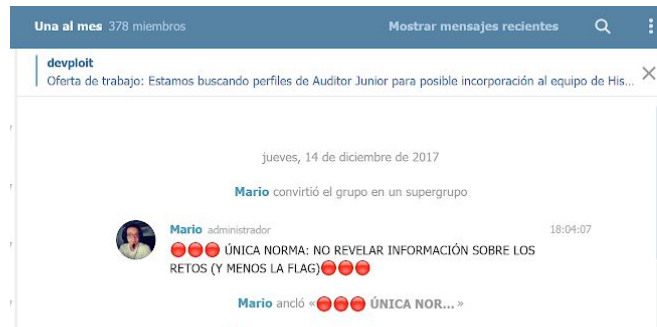 Una al mes 378 miembros Mostrar mensajes recientes
devploit
Oferta de trabajo: Estamos buscando perfiles de Auditor Junior para posible incorporación al equipo de His...
jueves, 14 de diciembre de 2017
Mario convirtió el grupo en un supergrupo
Mario administrador 18:04:07
🔴🔴🔴 ÚNICA NORMA: NO REVELAR INFORMACIÓN SOBRE LOS
RETOS (Y MENOS LA FLAG)🔴🔴🔴
Mario ancló «🔴🔴🔴 ÚNICA NOR... »